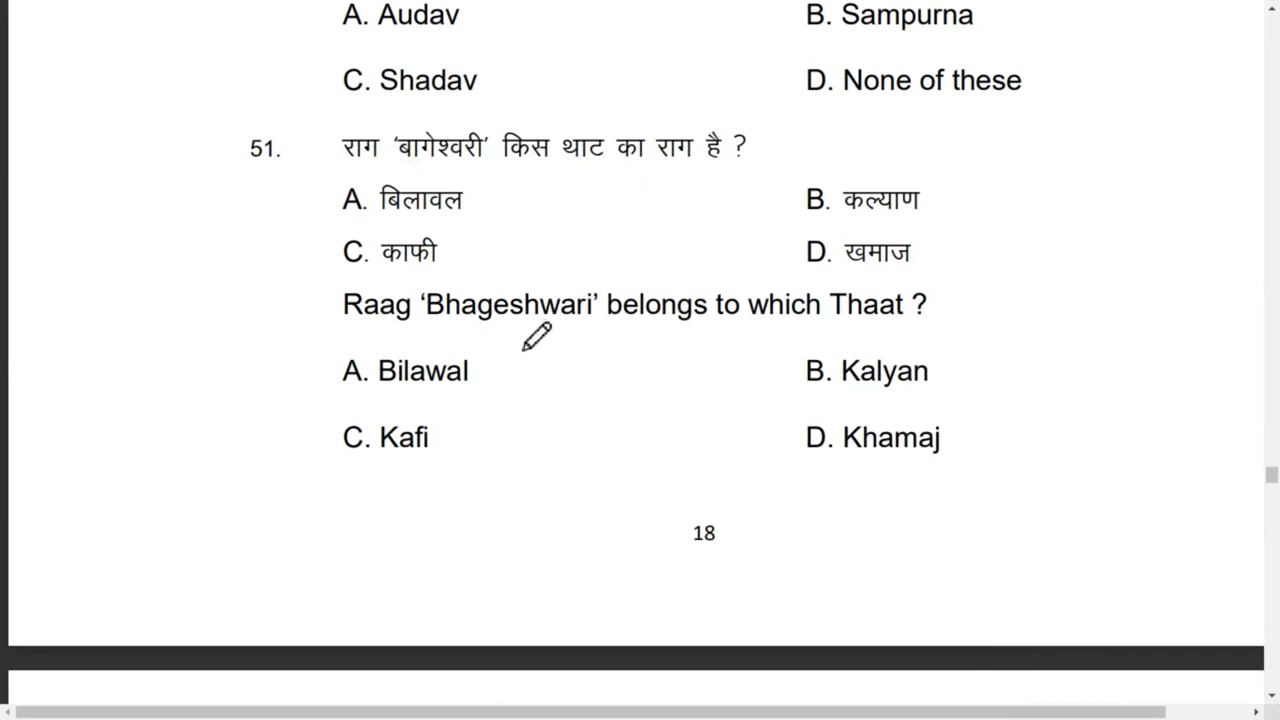 A. Audav B. Sampurna
C. Shadav D. None of these
51. राग ‘बागेश्वरी’ किस थाट का राग है ?
A. बिलावल B. कल्याण
C. काफी D. खमाज
Raag ‘Bhageshwari’ belongs to which Thaat ?
A. Bilawal B. Kalyan
C. Kafi D. Khamaj
18